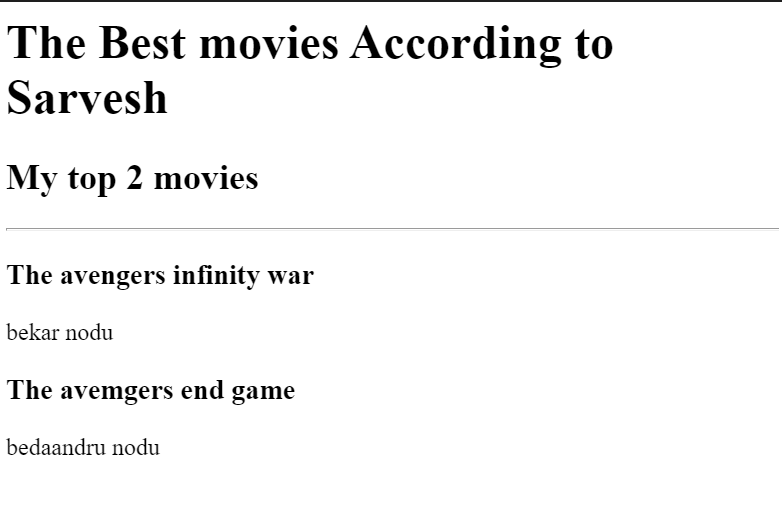 The Best movies According to
Sarvesh
My top 2 movies
The avengers infinity war
bekar nodu
The avemgers end game
bedaandru nodu